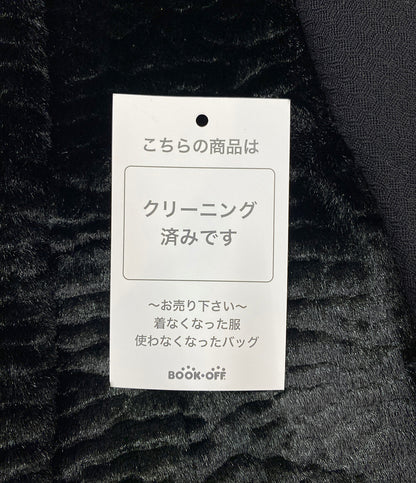 こちらの商品は
クリーニング
済みです
〜お売り下さい〜
着なくなった服
使わなくなったバッグ
BOOK•OFF